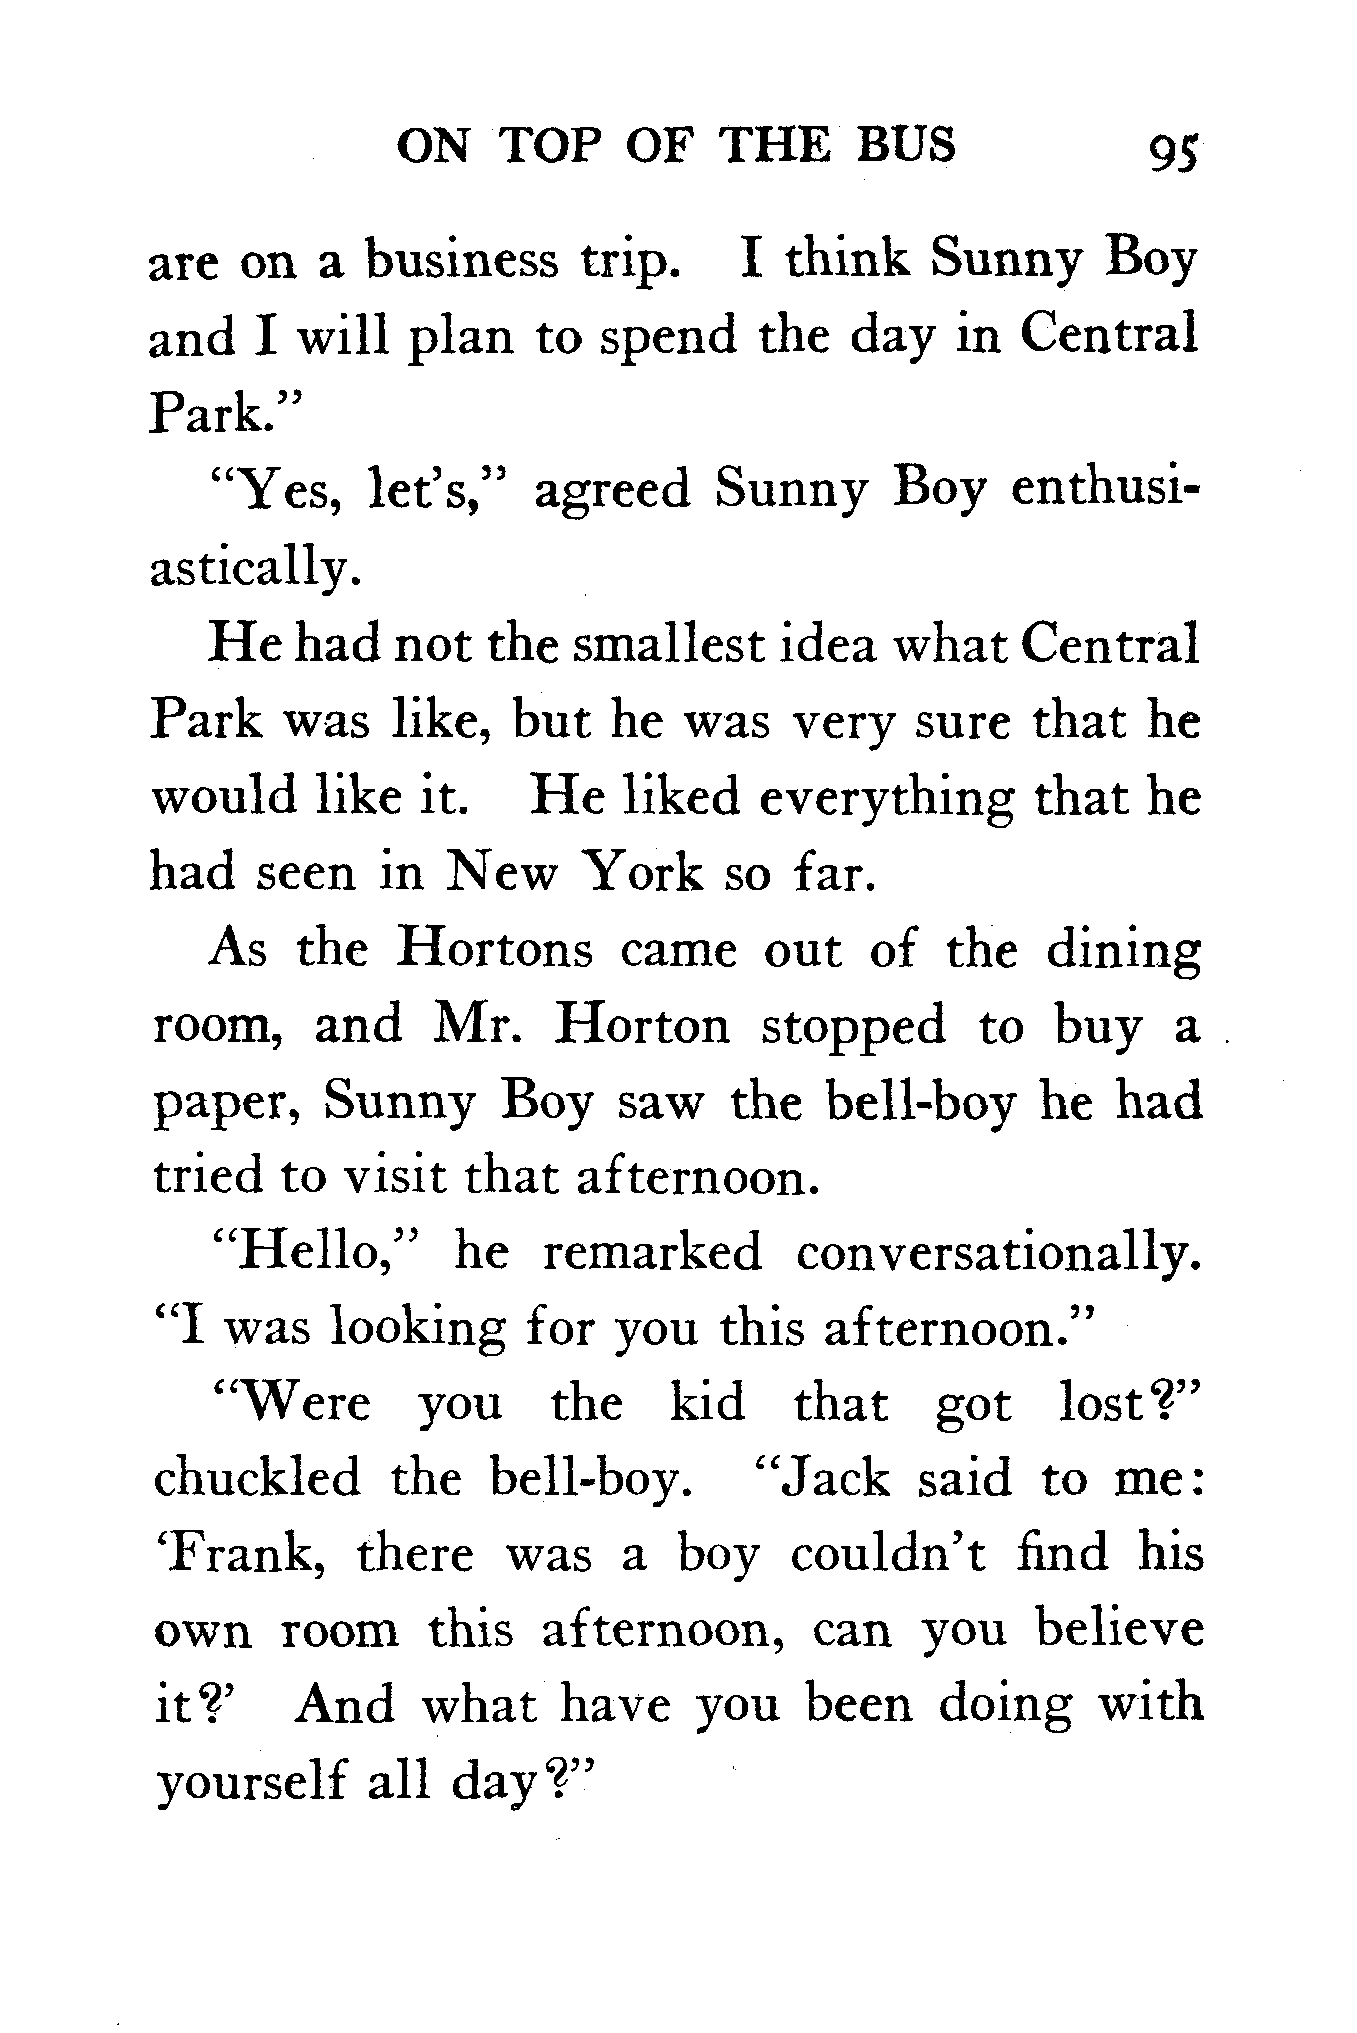 ON TOP OF THE BUS 95
are on a business trip. I think Sunny Boy
and I will plan to spend the day in Central
Park.”
“Yes, let’s,” agreed Sunny Boy enthusi-
astically.
He had not the smallest idea what Central
Park was like, but he was very sure that he
would like it. He liked everything that he
had seen in New York so far.
As the Hortons came out of the dining
room, and Mr. Horton stopped to buy a
paper, Sunny Boy saw the bell-boy he had
tried to visit that afternoon.
“Hello,” he remarked conversationally.
“I was looking for you this afternoon.”
“Were you the kid that got lost?”
chuckled the bell-boy. “Jack said to me:
‘Frank, there was a boy couldn’t find his
own room this afternoon, can you believe
it?’ And what have you been doing with
yourself all day?”